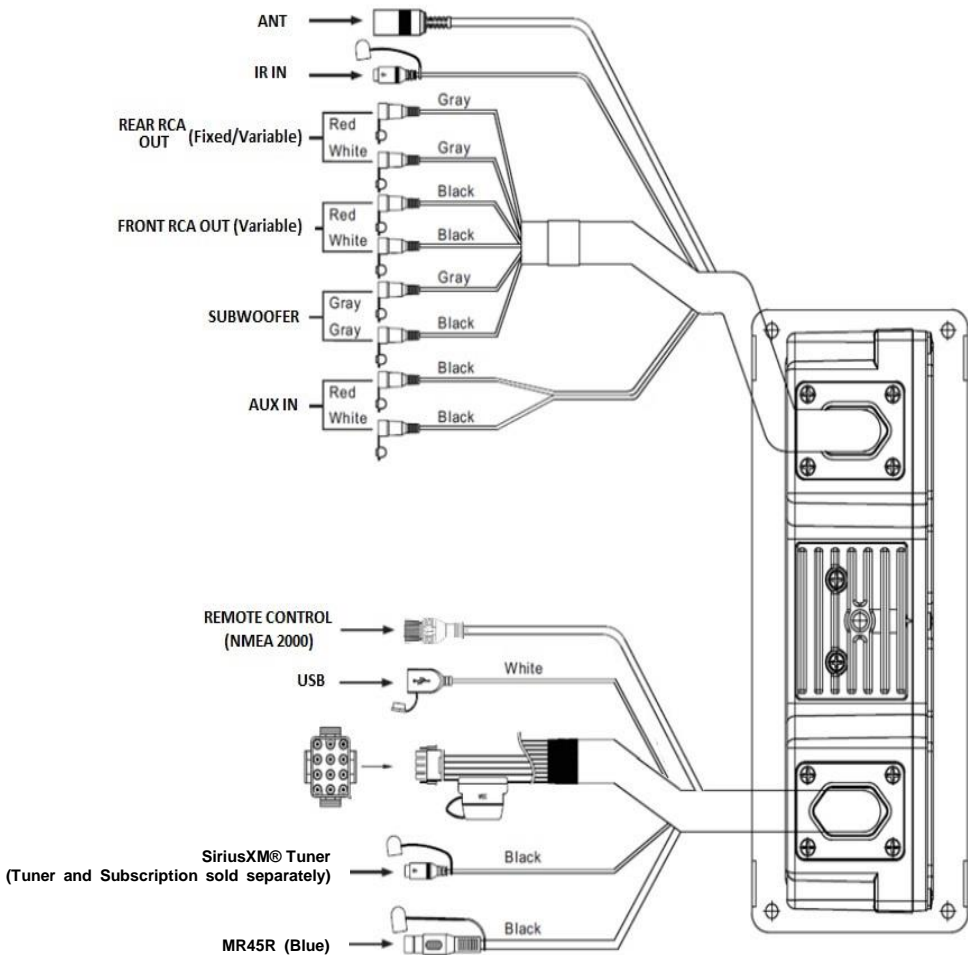 ANT
IR IN
REAR RCA OUT (Fixed/Variable)
Red
White
Gray
Gray
FRONT RCA OUT (Variable)
Red
White
Black
Black
SUBWOOFER
Gray
Gray
Gray
Black
AUX IN
Red
White
Black
Black
REMOTE CONTROL
(NMEA 2000)
USB
White
SiriusXM® Tuner
(Tuner and Subscription sold separately)
Black
MR45R (Blue)
Black